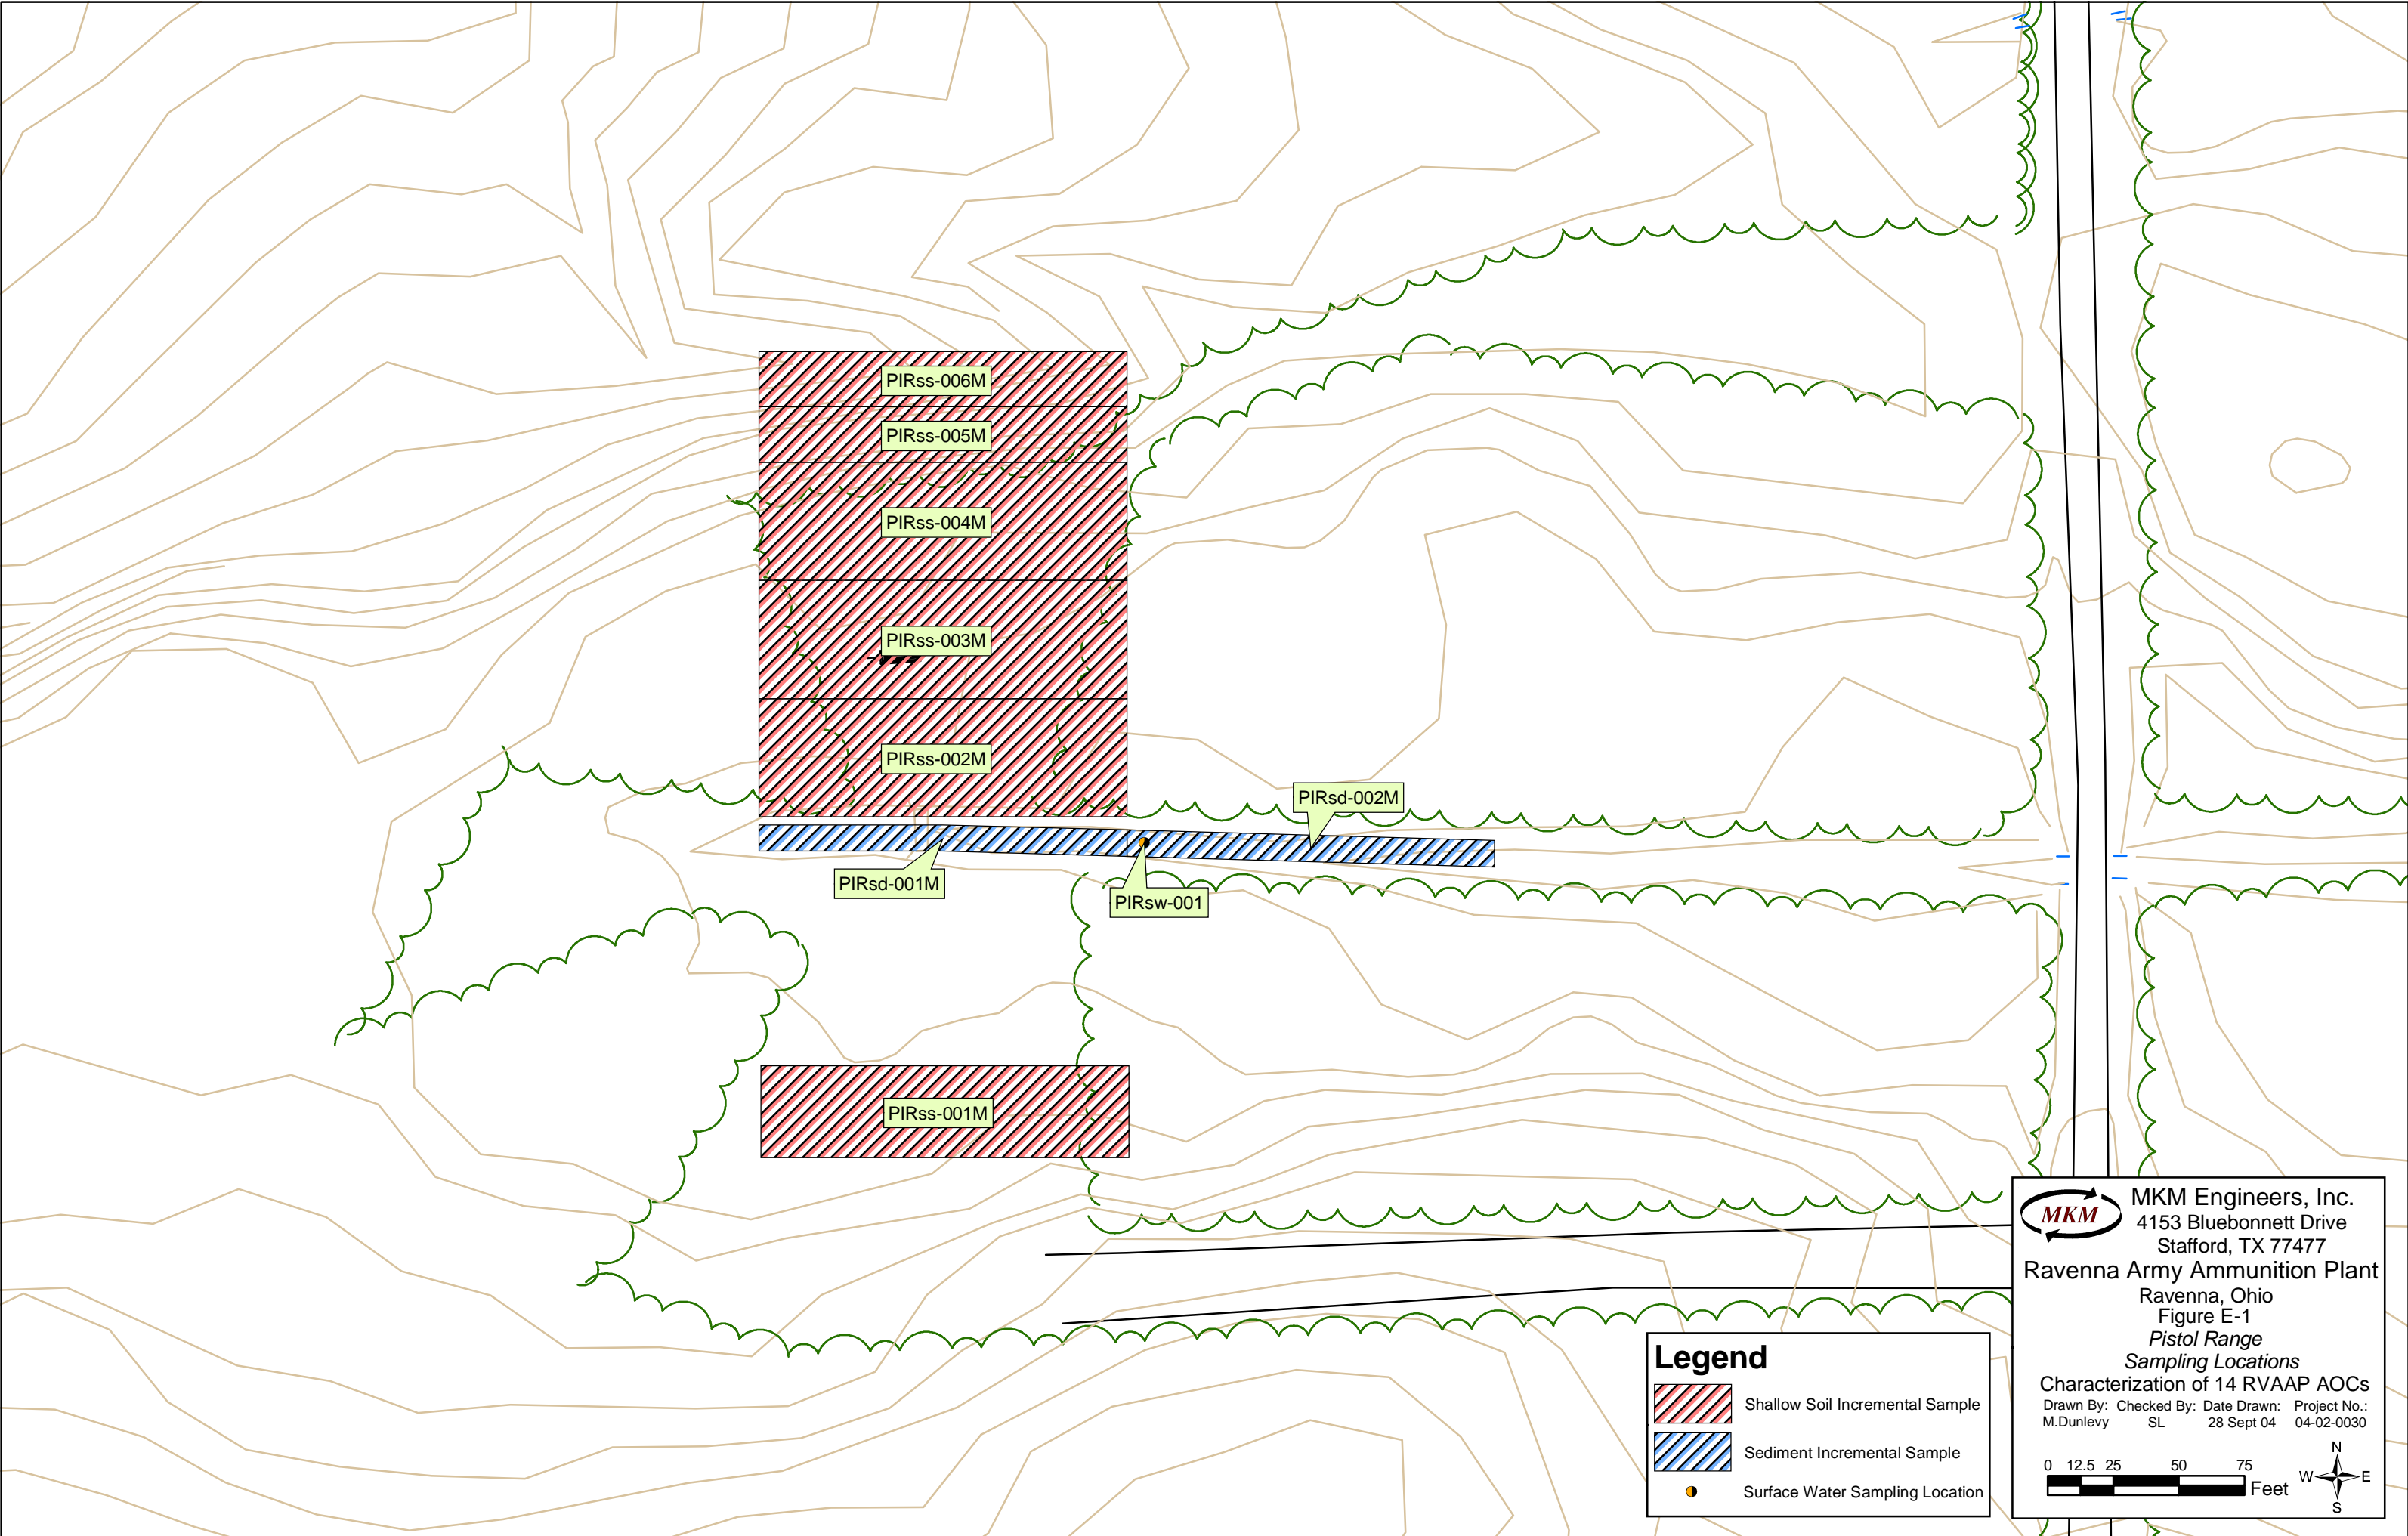 PIRss-006M
PIRss-005M
PIRss-004M
PIRss-003M
PIRss-002M
PIRsd-002M
PIRsd-001M
PIRsw-001
PIRss-001M
Legend
Shallow Soil Incremental Sample
Sediment Incremental Sample
Surface Water Sampling Location
MKM
MKM Engineers, Inc.
4153 Bluebonnett Drive
Stafford, TX 77477
Ravenna Army Ammunition Plant
Ravenna, Ohio
Figure E-1
Pistol Range
Sampling Locations
Characterization of 14 RVAAP AOCs
Drawn By: Checked By: Date Drawn: Project No.:
M.Dunlevy SL 28 Sept 04 04-02-0030
0 12.5 25 50 75
Feet
N
W E
S